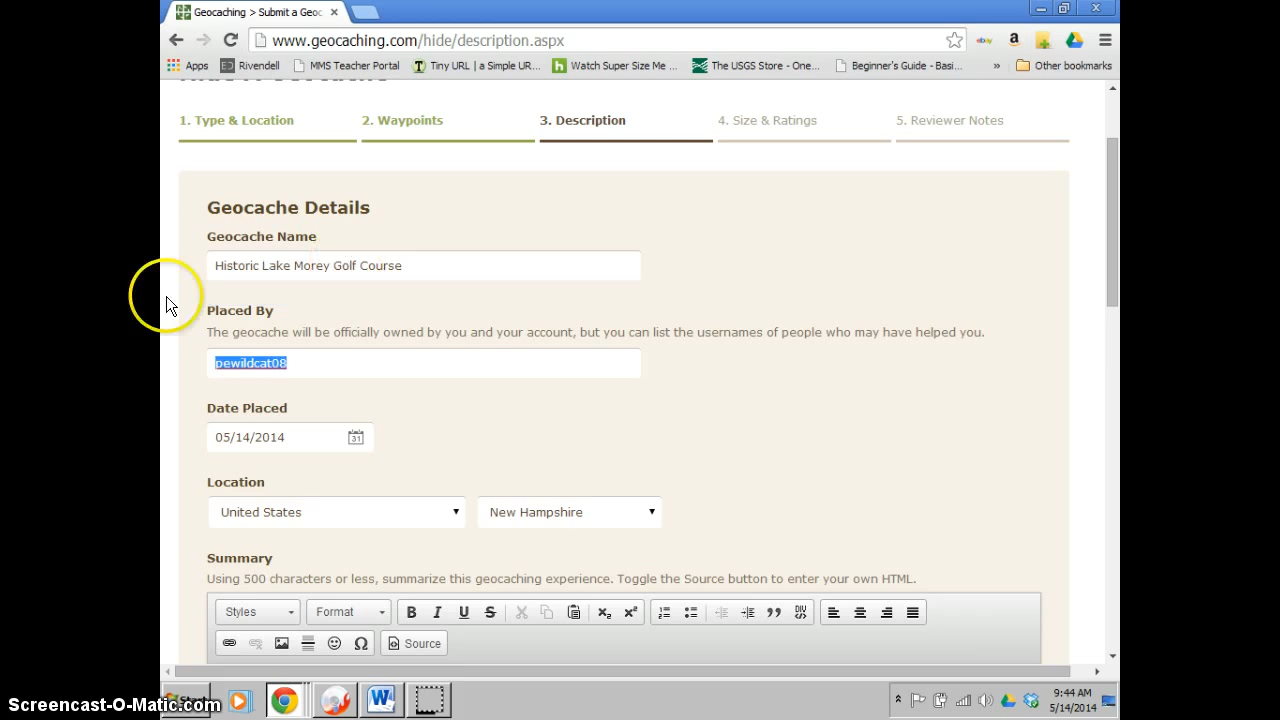 Geocaching > Submit a Geoc
www.geocaching.com/hide/description.aspx
Apps Rivendell MMS Teacher Portal Tiny URL | a Simple UR... Watch Super Size Me ... The USGS Store - One... Beginner's Guide - Basi... » Other bookmarks
1. Type & Location 2. Waypoints 3. Description 4. Size & Ratings 5. Reviewer Notes
Geocache Details
Geocache Name
Historic Lake Morey Golf Course
Placed By
The geocache will be officially owned by you and your account, but you can list the usernames of people who may have helped you.
pewildcat08
Date Placed
05/14/2014 31
Location
United States New Hampshire
Summary
Using 500 characters or less, summarize this geocaching experience. Toggle the Source button to enter your own HTML.
Styles Format B I U S x₂ x² DIV
Ω Source
Start 9:44 AM
5/14/2014
Screencast-O-Matic.com